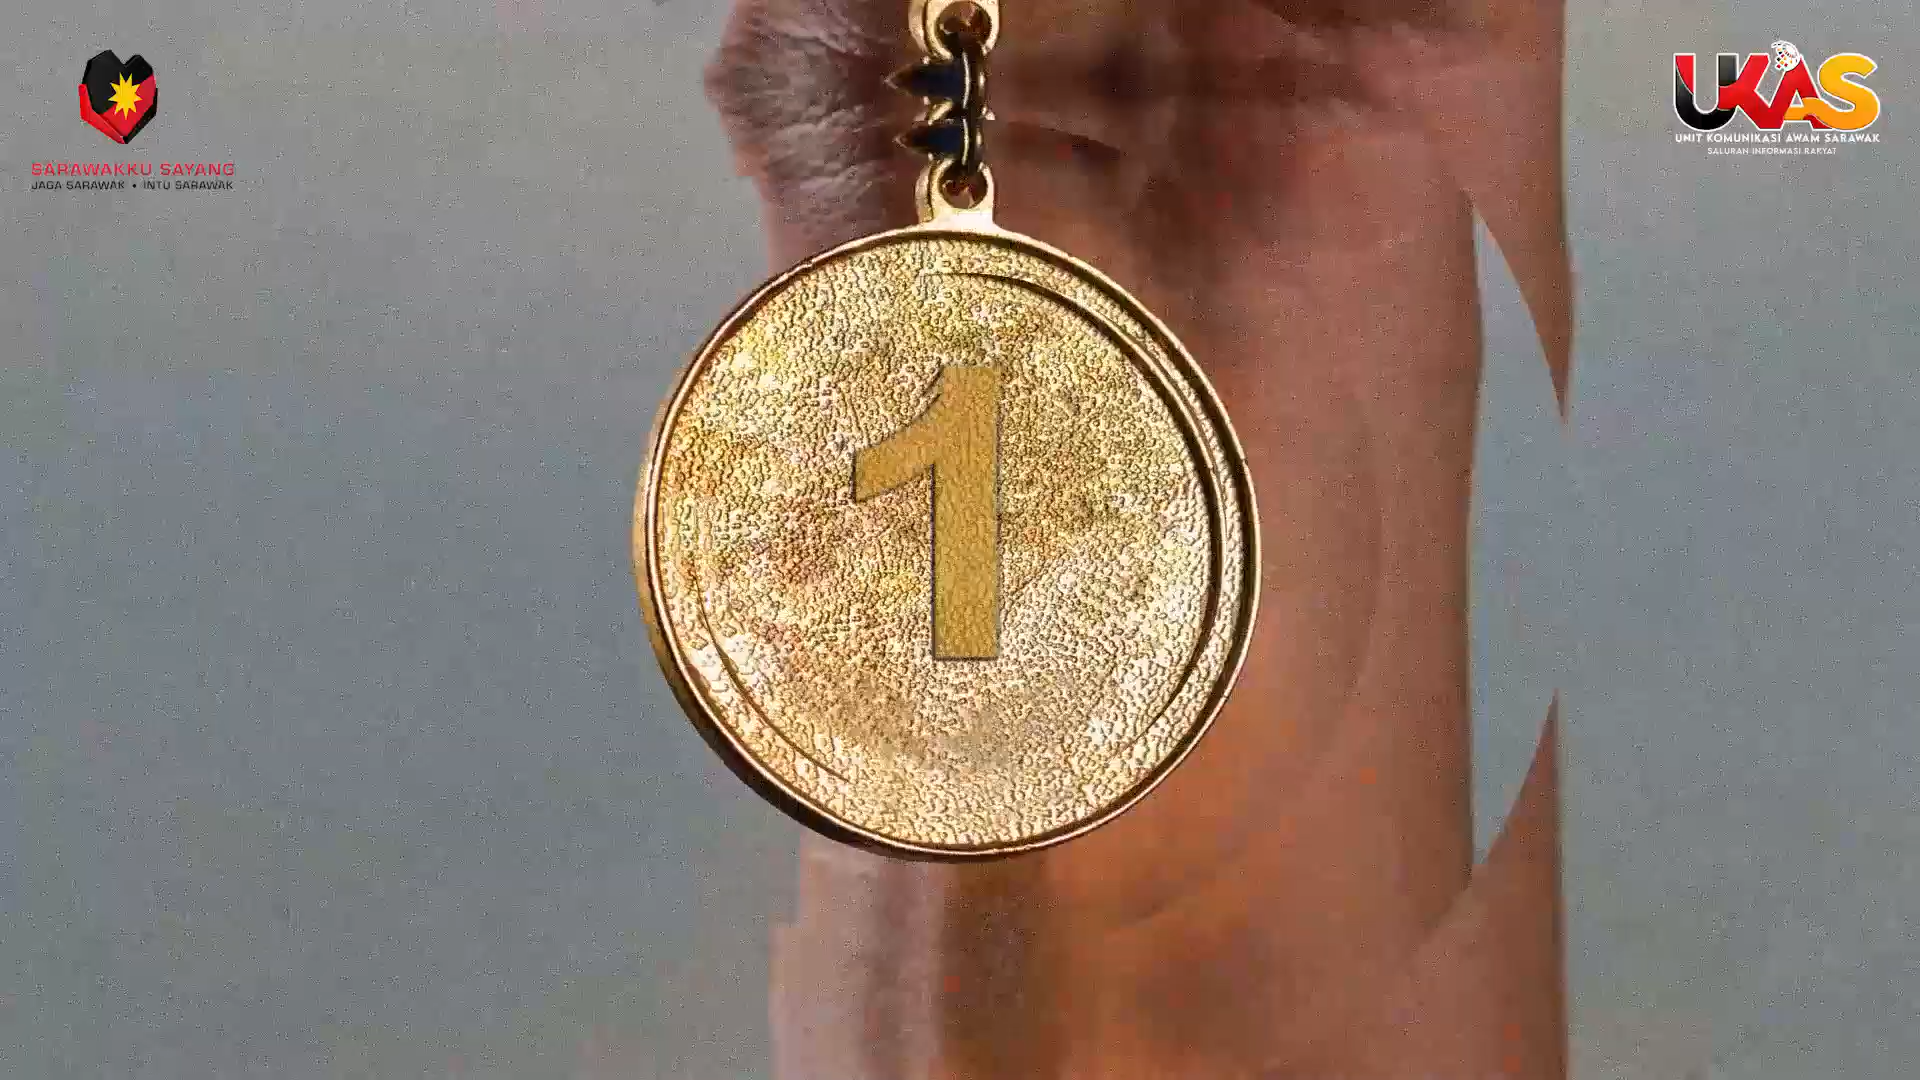 SARAWAKKU SAYANG
JAGA SARAWAK • INTU SARAWAK
UKAS
UNIT KOMUNIKASI AWAM SARAWAK
SALURAN INFORMASI RAKYAT
1